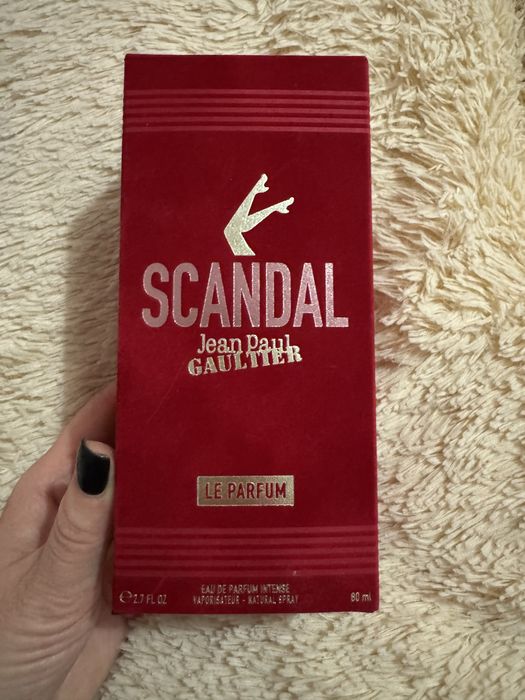 SCANDAL
Jean Paul
GAULTIER
LE PARFUM
EAU DE PARFUM INTENSE
℮ 2.7 FL OZ VAPORISATEUR - NATURAL SPRAY 80 ml